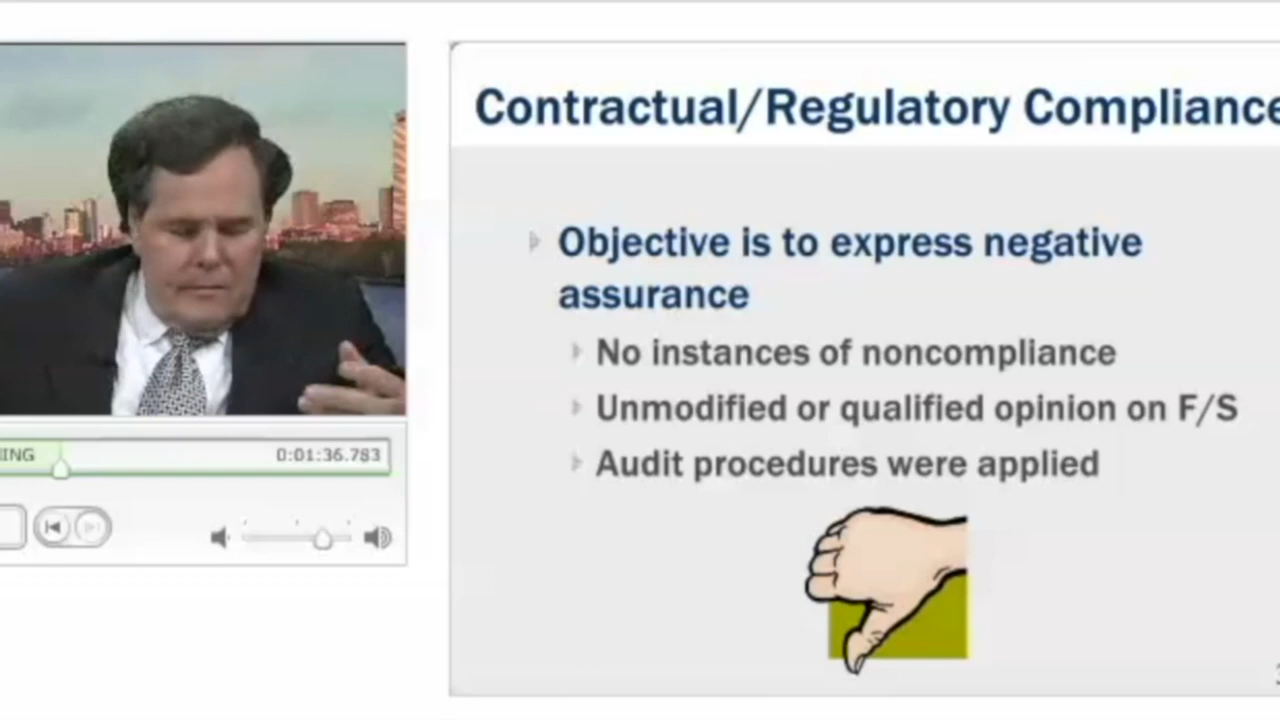 Contractual/Regulatory Compliance
Objective is to express negative
assurance
No instances of noncompliance
Unmodified or qualified opinion on F/S
Audit procedures were applied
ING
0:01:36.783